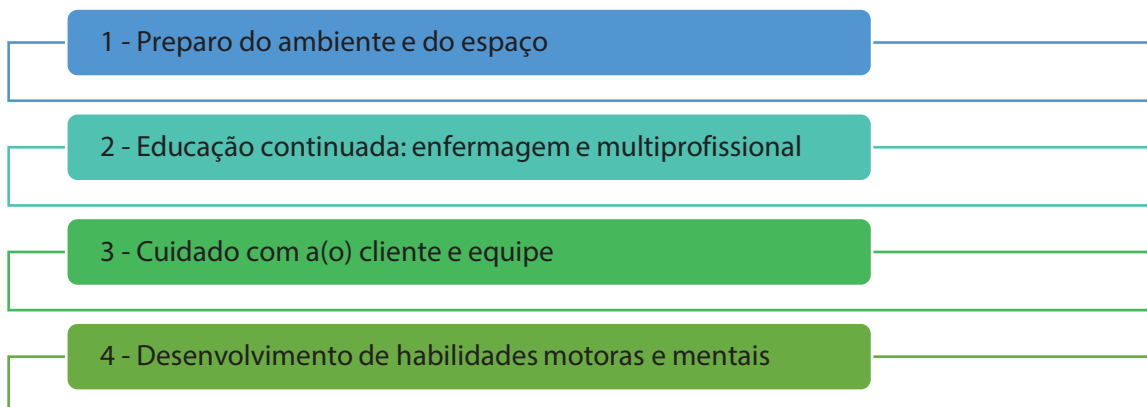 1 - Preparo do ambiente e do espaço
2 - Educação continuada: enfermagem e multiprofissional
3 - Cuidado com a(o) cliente e equipe
4 - Desenvolvimento de habilidades motoras e mentais